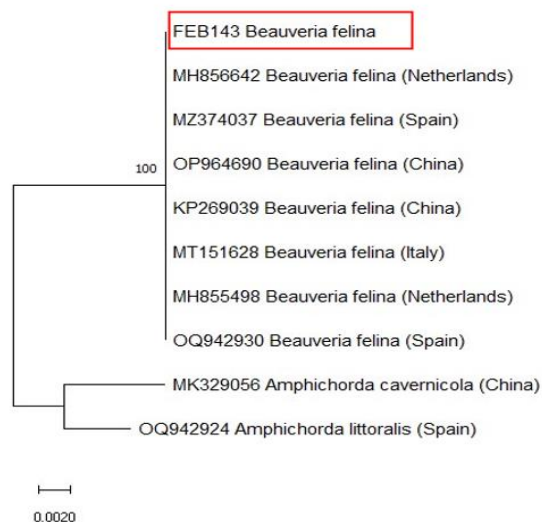 FEB143 Beauveria felina
MH856642 Beauveria felina (Netherlands)
MZ374037 Beauveria felina (Spain)
100
OP964690 Beauveria felina (China)
KP269039 Beauveria felina (China)
MT151628 Beauveria felina (Italy)
MH855498 Beauveria felina (Netherlands)
OQ942930 Beauveria felina (Spain)
MK329056 Amphichorda cavernicola (China)
OQ942924 Amphichorda littoralis (Spain)
0.0020